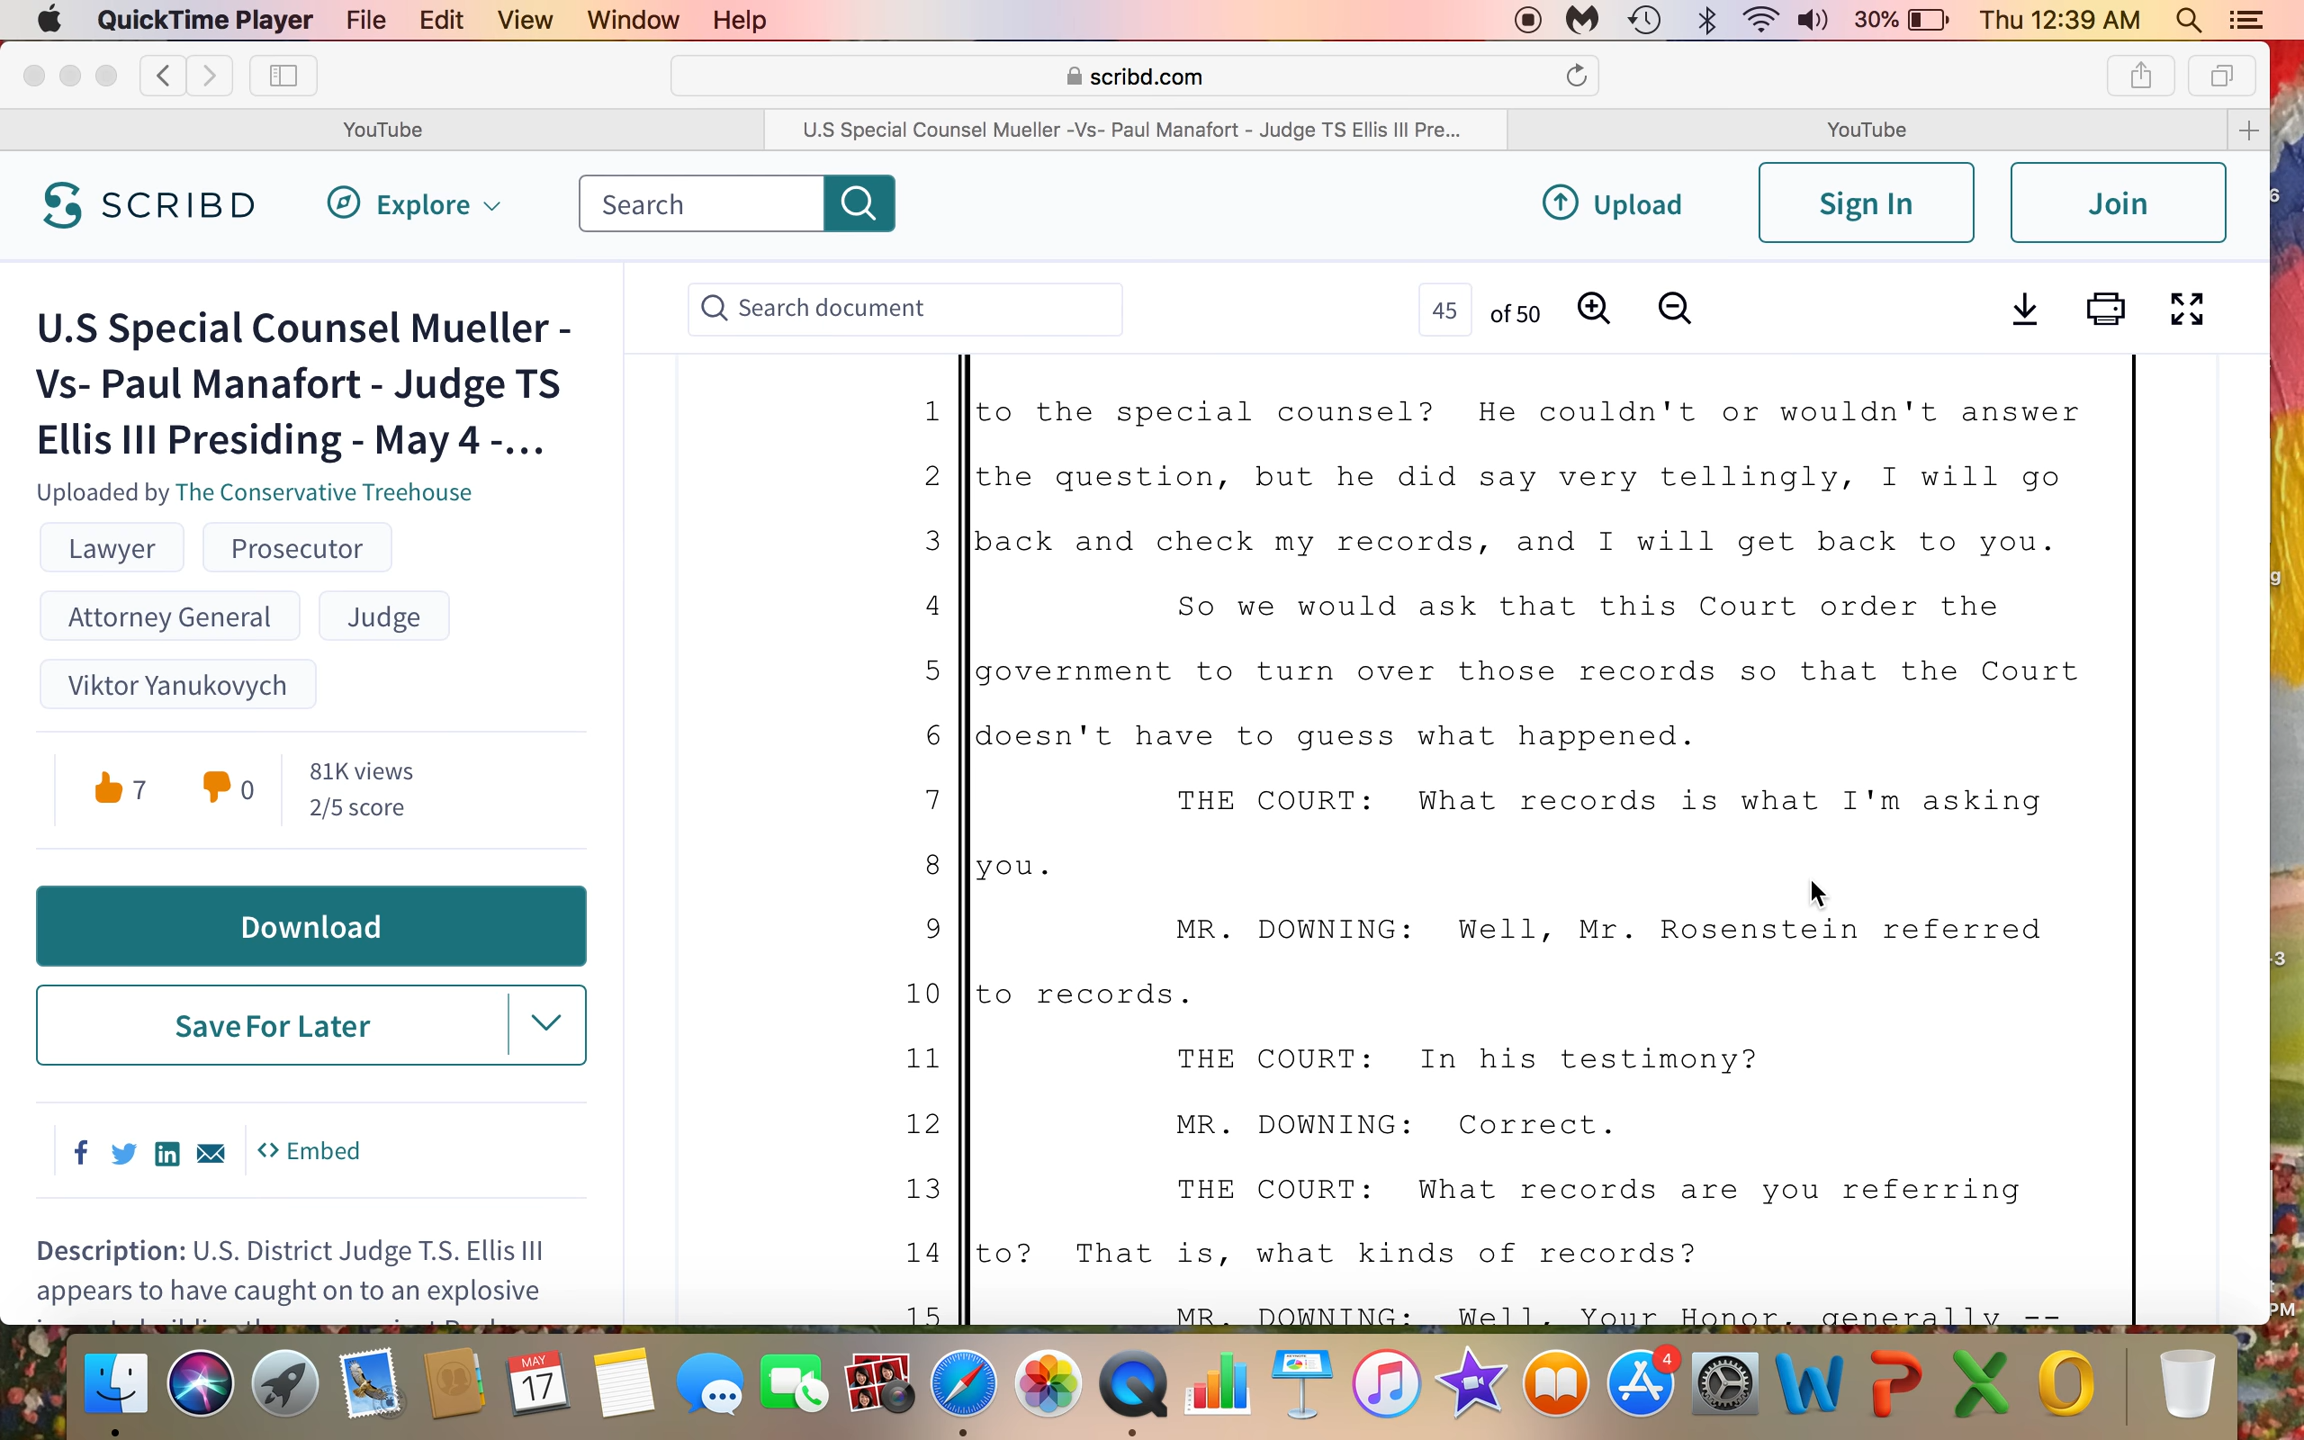 QuickTime Player File Edit View Window Help 30% Thu 12:39 AM
scribd.com
YouTube U.S Special Counsel Mueller -Vs- Paul Manafort - Judge TS Ellis III Pre... YouTube
SCRIBD Explore Search Upload Sign In Join
Search document 45 of 50
U.S Special Counsel Mueller -
Vs- Paul Manafort - Judge TS
Ellis III Presiding - May 4 -...
Uploaded by The Conservative Treehouse
Lawyer Prosecutor
Attorney General Judge
Viktor Yanukovych
7 0
81K views
2/5 score
Download
Save For Later
Embed
Description: U.S. District Judge T.S. Ellis III
appears to have caught on to an explosive
1 to the special counsel? He couldn't or wouldn't answer
2 the question, but he did say very tellingly, I will go
3 back and check my records, and I will get back to you.
4 So we would ask that this Court order the
5 government to turn over those records so that the Court
6 doesn't have to guess what happened.
7 THE COURT: What records is what I'm asking
8 you.
9 MR. DOWNING: Well, Mr. Rosenstein referred
10 to records.
11 THE COURT: In his testimony?
12 MR. DOWNING: Correct.
13 THE COURT: What records are you referring
14 to? That is, what kinds of records?
15 MR. DOWNING: Well, Your Honor, generally --
6
g
-3
PM
MAY
17
4